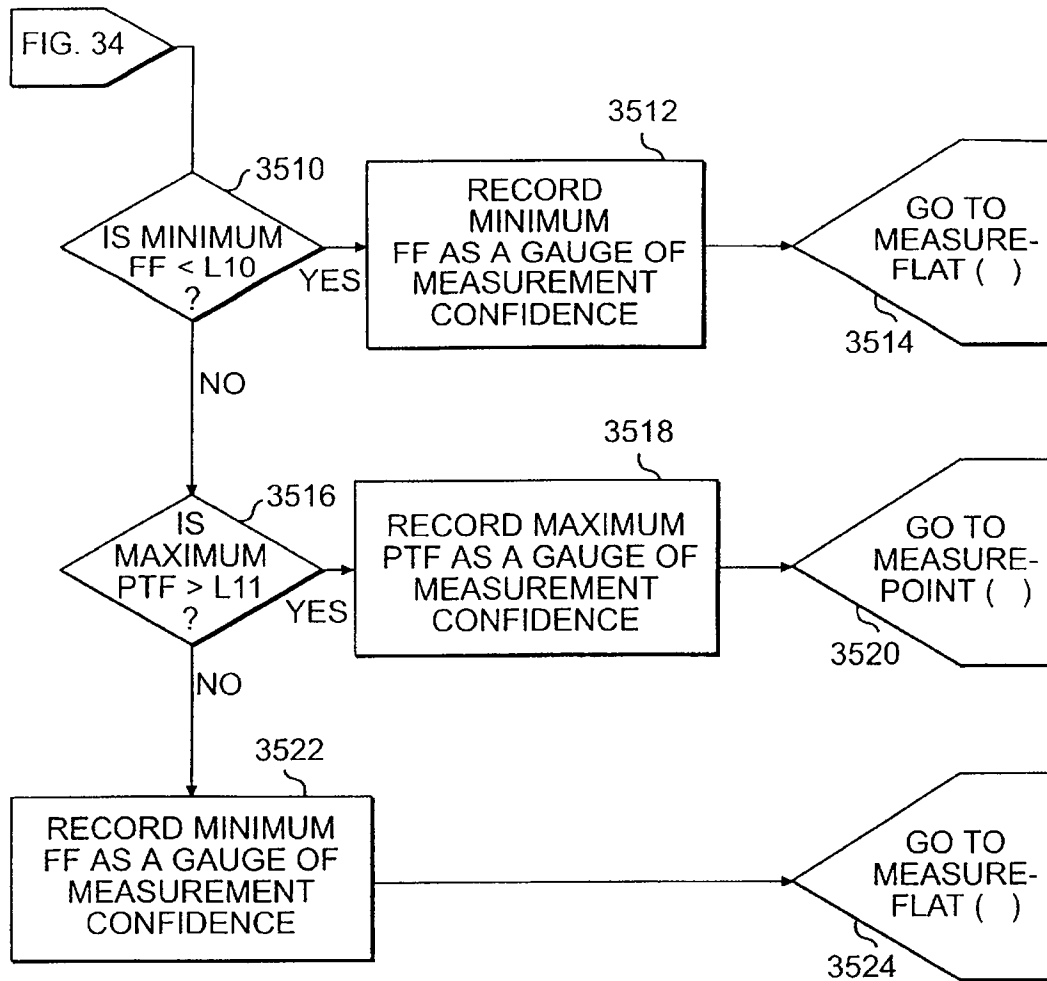 FIG. 34
3510
IS MINIMUM
FF < L10
?
YES
NO
3512
RECORD
MINIMUM
FF AS A GAUGE OF
MEASUREMENT
CONFIDENCE
GO TO
MEASURE-
FLAT ( )
3514
3516
IS
MAXIMUM
PTF > L11
?
YES
NO
3518
RECORD MAXIMUM
PTF AS A GAUGE OF
MEASUREMENT
CONFIDENCE
GO TO
MEASURE-
POINT ( )
3520
3522
RECORD MINIMUM
FF AS A GAUGE OF
MEASUREMENT
CONFIDENCE
GO TO
MEASURE-
FLAT ( )
3524